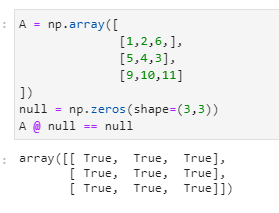 : A = np.array([
[1,2,6,],
[5,4,3],
[9,10,11]
])
null = np.zeros(shape=(3,3))
A @ null == null
: array([[ True, True, True],
[ True, True, True],
[ True, True, True]])